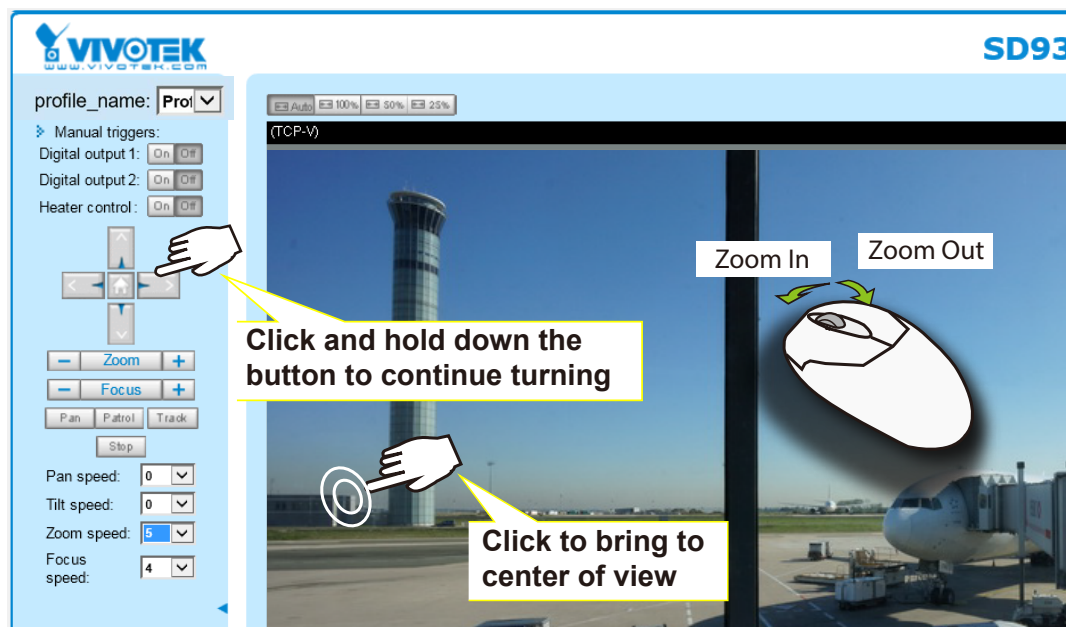 VIVOTEK
www.vivotek.com
SD93
profile_name: Prof
Auto 100% 50% 25%
(TCP-V)
Manual triggers:
Digital output 1: On Off
Digital output 2: On Off
Heater control : On Off
Zoom In
Zoom Out
Click and hold down the
button to continue turning
− Zoom +
− Focus +
Pan Patrol Track
Stop
Pan speed: 0
Tilt speed: 0
Zoom speed: 5
Focus
speed: 4
Click to bring to
center of view